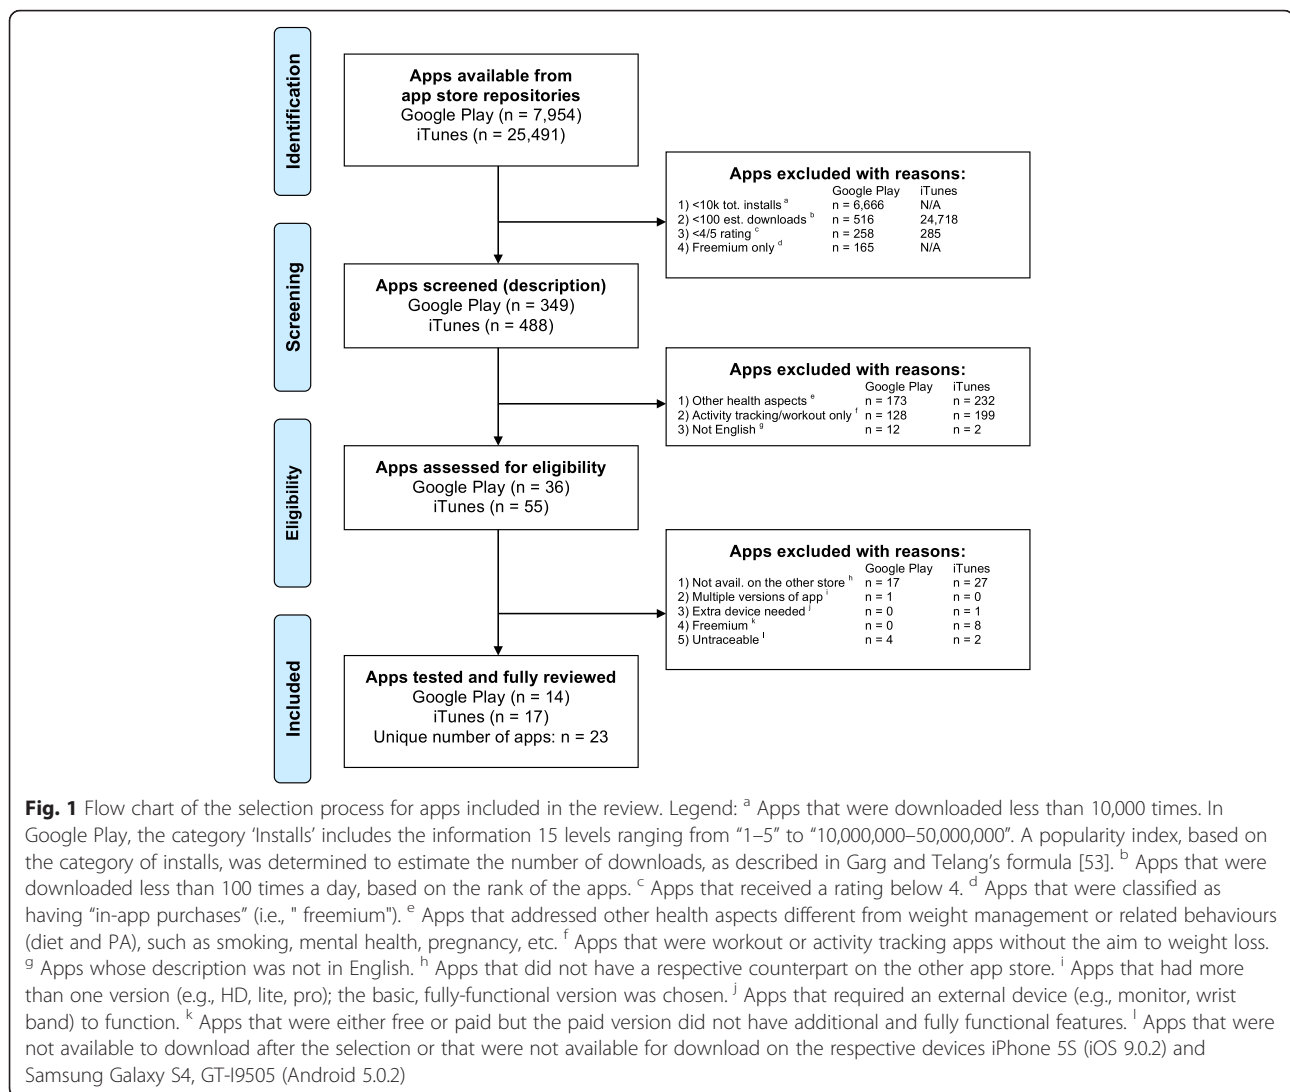 Identification
Apps available from
app store repositories
Google Play (n = 7,954)
iTunes (n = 25,491)
Apps excluded with reasons:
Google Play iTunes
1) <10k tot. installs a n = 6,666 N/A
2) <100 est. downloads b n = 516 24,718
3) <4/5 rating c n = 258 285
4) Freemium only d n = 165 N/A
Screening
Apps screened (description)
Google Play (n = 349)
iTunes (n = 488)
Apps excluded with reasons:
Google Play iTunes
1) Other health aspects e n = 173 n = 232
2) Activity tracking/workout only f n = 128 n = 199
3) Not English g n = 12 n = 2
Eligibility
Apps assessed for eligibility
Google Play (n = 36)
iTunes (n = 55)
Apps excluded with reasons:
Google Play iTunes
1) Not avail. on the other store h n = 17 n = 27
2) Multiple versions of app i n = 1 n = 0
3) Extra device needed j n = 0 n = 1
4) Freemium k n = 0 n = 8
5) Untraceable l n = 4 n = 2
Included
Apps tested and fully reviewed
Google Play (n = 14)
iTunes (n = 17)
Unique number of apps: n = 23
Fig. 1 Flow chart of the selection process for apps included in the review. Legend: a Apps that were downloaded less than 10,000 times. In
Google Play, the category ‘Installs’ includes the information 15 levels ranging from “1–5” to “10,000,000–50,000,000”. A popularity index, based on
the category of installs, was determined to estimate the number of downloads, as described in Garg and Telang’s formula [53]. b Apps that were
downloaded less than 100 times a day, based on the rank of the apps. c Apps that received a rating below 4. d Apps that were classified as
having “in-app purchases” (i.e., " freemium"). e Apps that addressed other health aspects different from weight management or related behaviours
(diet and PA), such as smoking, mental health, pregnancy, etc. f Apps that were workout or activity tracking apps without the aim to weight loss.
g Apps whose description was not in English. h Apps that did not have a respective counterpart on the other app store. i Apps that had more
than one version (e.g., HD, lite, pro); the basic, fully-functional version was chosen. j Apps that required an external device (e.g., monitor, wrist
band) to function. k Apps that were either free or paid but the paid version did not have additional and fully functional features. l Apps that were
not available to download after the selection or that were not available for download on the respective devices iPhone 5S (iOS 9.0.2) and
Samsung Galaxy S4, GT-I9505 (Android 5.0.2)